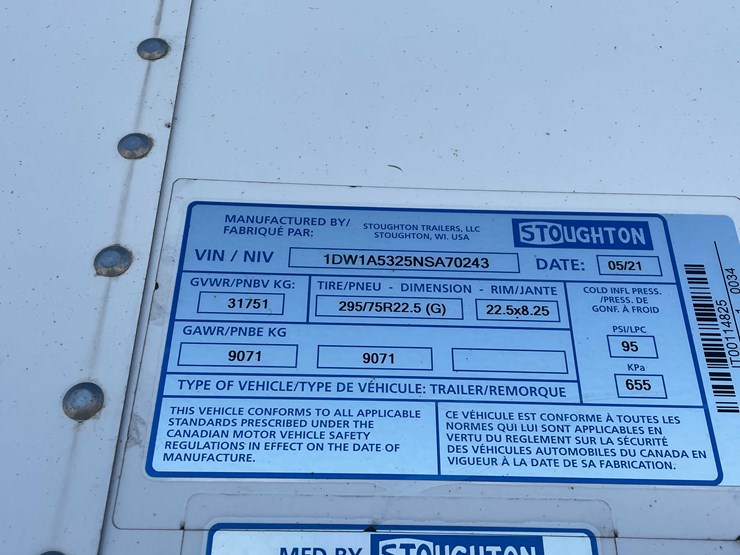 MANUFACTURED BY/
FABRIQUÉ PAR:
STOUGHTON TRAILERS, LLC
STOUGHTON, WI. USA
STOUGHTON
VIN / NIV 1DW1A5325NSA70243 DATE: 05/21
GVWR/PNBV KG:
31751
TIRE/PNEU - DIMENSION - RIM/JANTE
295/75R22.5 (G) 22.5x8.25
COLD INFL PRESS.
/PRESS. DE
GONF. À FROID
PSI/LPC
95
KPa
655
GAWR/PNBE KG
9071 9071
TYPE OF VEHICLE/TYPE DE VÉHICULE: TRAILER/REMORQUE
THIS VEHICLE CONFORMS TO ALL APPLICABLE
STANDARDS PRESCRIBED UNDER THE
CANADIAN MOTOR VEHICLE SAFETY
REGULATIONS IN EFFECT ON THE DATE OF
MANUFACTURE.
CE VÉHICULE EST CONFORME À TOUTES LES
NORMES QUI LUI SONT APPLICABLES EN
VERTU DU REGLEMENT SUR LA SÉCURITÉ
DES VÉHICULES AUTOMOBILES DU CANADA EN
VIGUEUR À LA DATE DE SA FABRICATION.
IT00114825
1 0034
MFD BY STOUGHTON